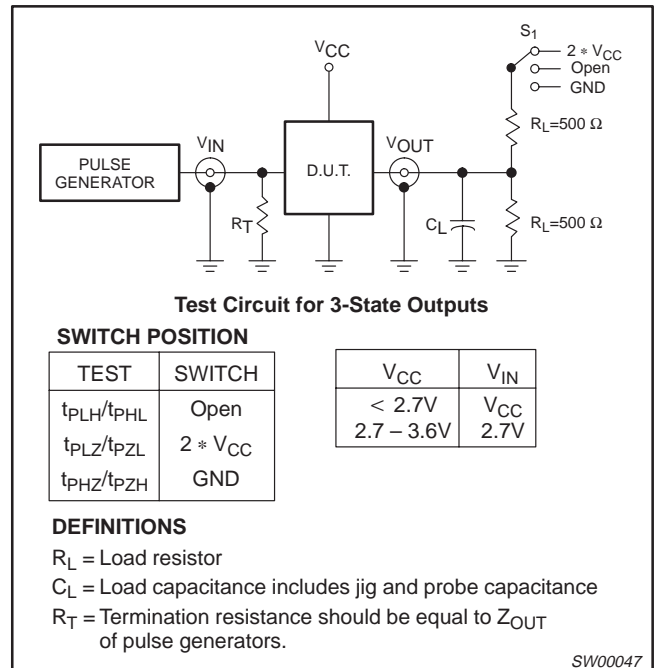 S1
VCC
2 * VCC
Open
GND
RL=500 Ω
VIN
VOUT
PULSE
GENERATOR
D.U.T.
RT
CL
RL=500 Ω
Test Circuit for 3-State Outputs
SWITCH POSITION
TEST SWITCH
tPLH/tPHL Open
tPLZ/tPZL 2 * VCC
tPHZ/tPZH GND
VCC VIN
< 2.7V VCC
2.7 – 3.6V 2.7V
DEFINITIONS
RL = Load resistor
CL = Load capacitance includes jig and probe capacitance
RT = Termination resistance should be equal to ZOUT
of pulse generators.
SW00047